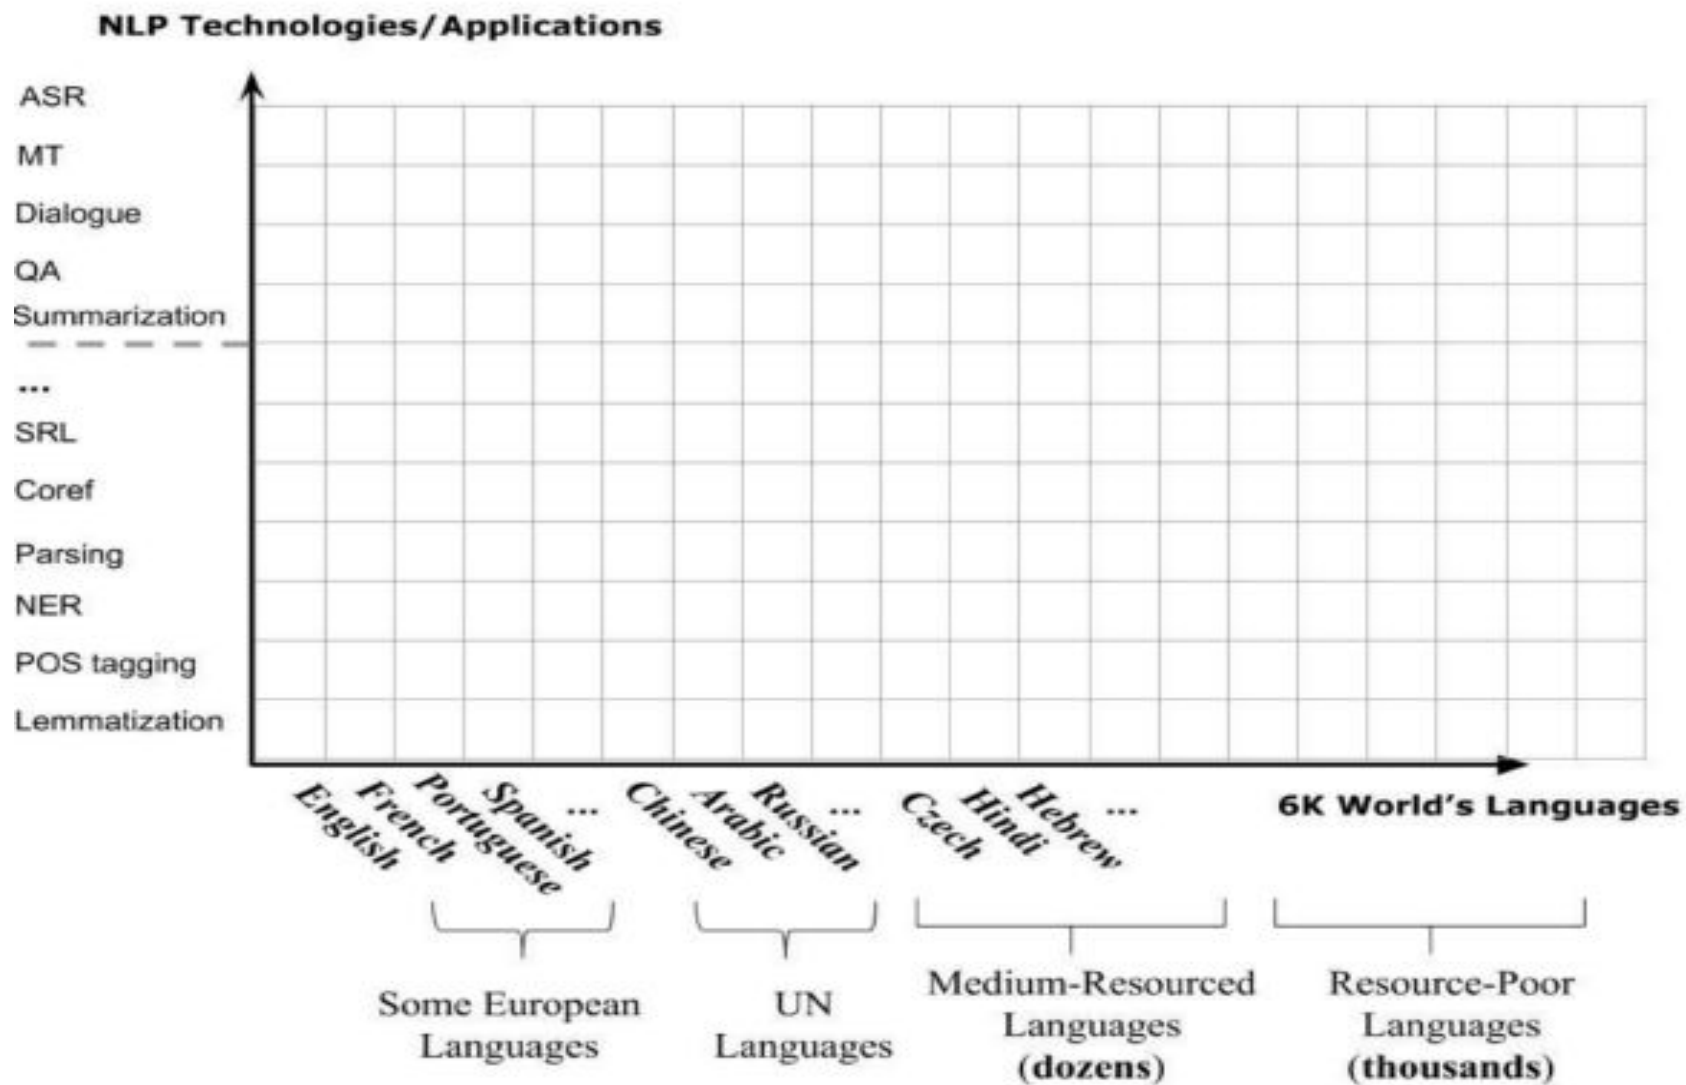 NLP Technologies/Applications
ASR
MT
Dialogue
QA
Summarization
...
SRL
Coref
Parsing
NER
POS tagging
Lemmatization
English
French
Portuguese
Spanish
...
Chinese
Arabic
Russian
...
Czech
Hindi
Hebrew
...
6K World's Languages
Some European
Languages
UN
Languages
Medium-Resourced
Languages
(dozens)
Resource-Poor
Languages
(thousands)